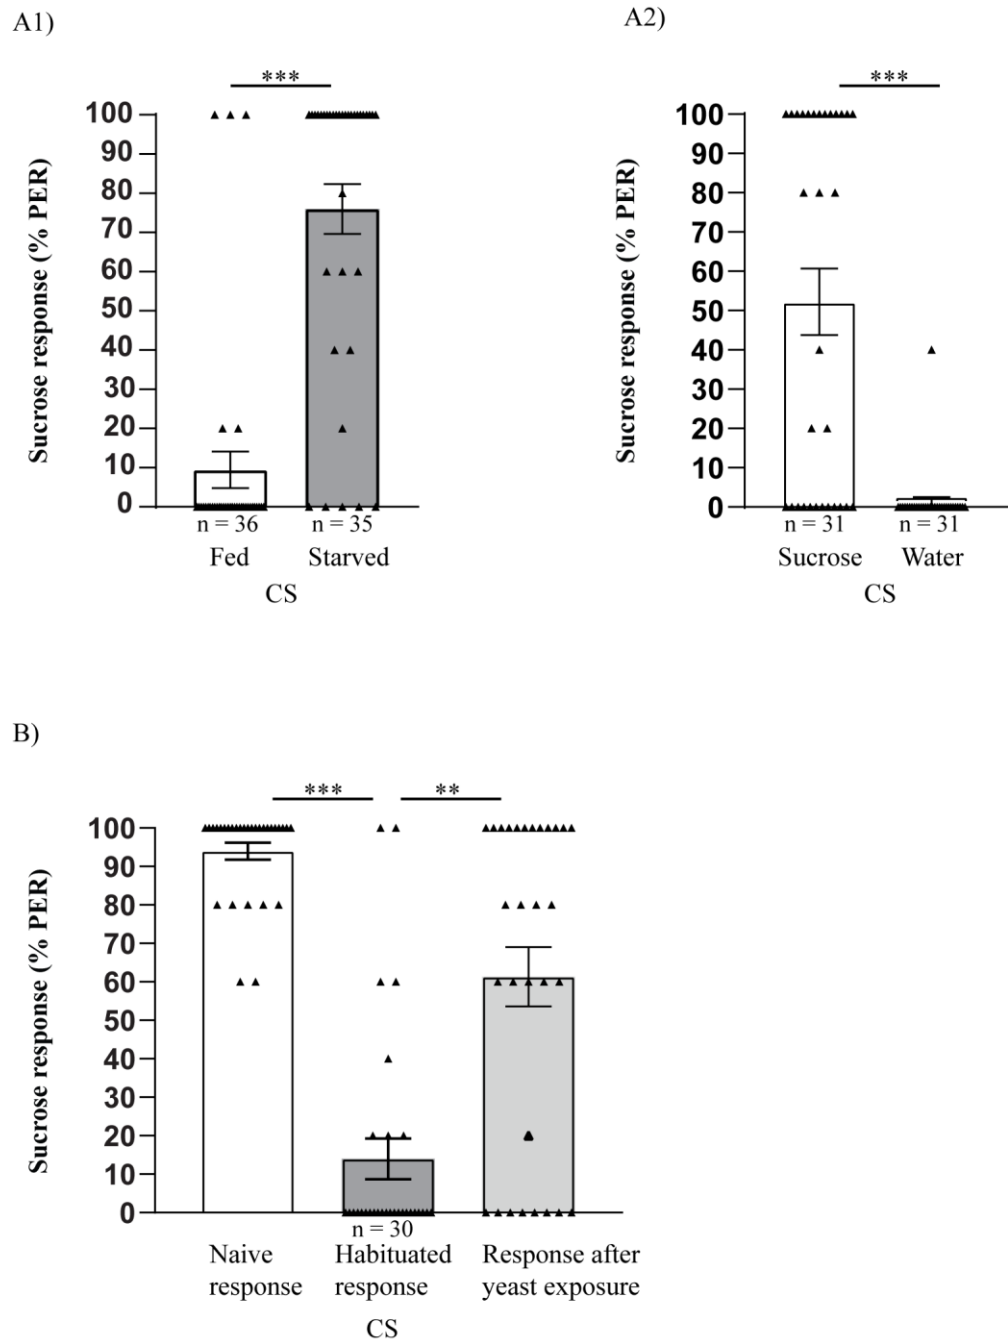 A1)
***
Sucrose response (% PER)
100
90
80
70
60
50
40
30
20
10
0
n = 36 n = 35
Fed Starved
CS
A2)
***
Sucrose response (% PER)
100
90
80
70
60
50
40
30
20
10
0
n = 31 n = 31
Sucrose Water
CS
B)
*** **
Sucrose response (% PER)
100
90
80
70
60
50
40
30
20
10
0
n = 30
Naive Habituated Response after
response response yeast exposure
CS